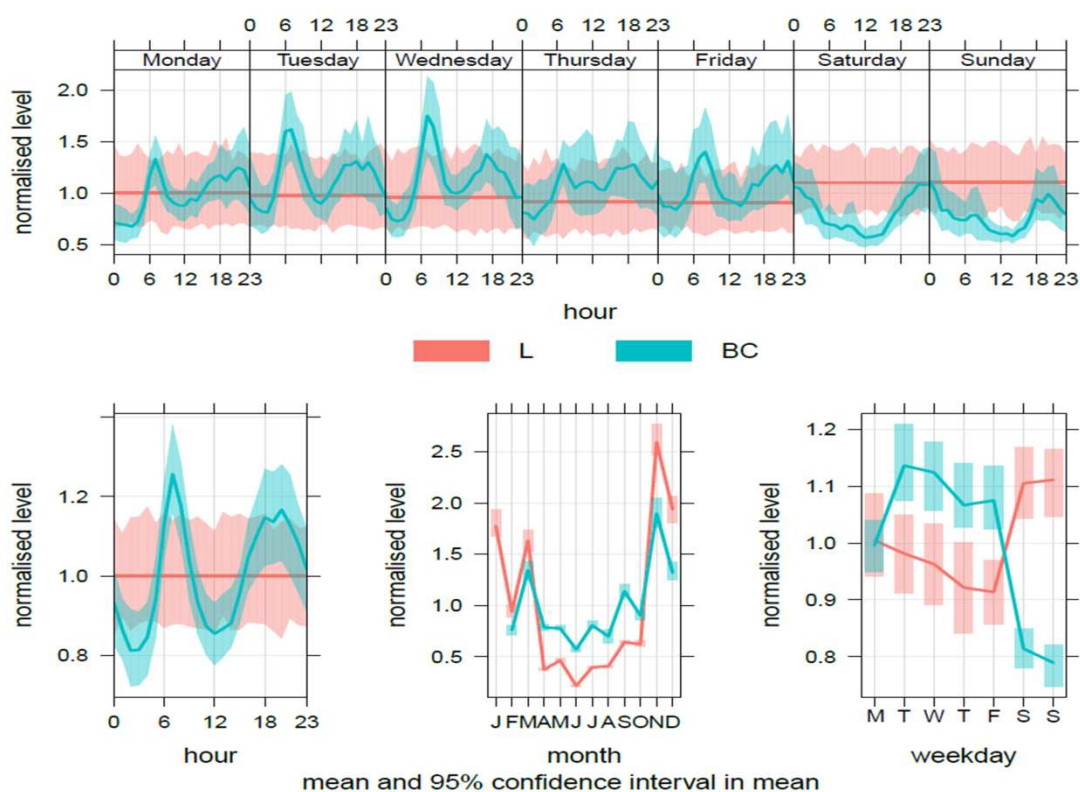 0 6 12 18 23 0 6 12 18 23 0 6 12 18 23
Monday Tuesday Wednesday Thursday Friday Saturday Sunday
normalised level
2.0
1.5
1.0
0.5
0 6 12 18 23 0 6 12 18 23 0 6 12 18 23 0 6 12 18 23
hour
L BC
normalised level
1.2
1.0
0.8
0 6 12 18 23
hour
normalised level
2.5
2.0
1.5
1.0
0.5
J F M A M J J A S O N D
month
normalised level
1.2
1.1
1.0
0.9
0.8
M T W T F S S
weekday
mean and 95% confidence interval in mean